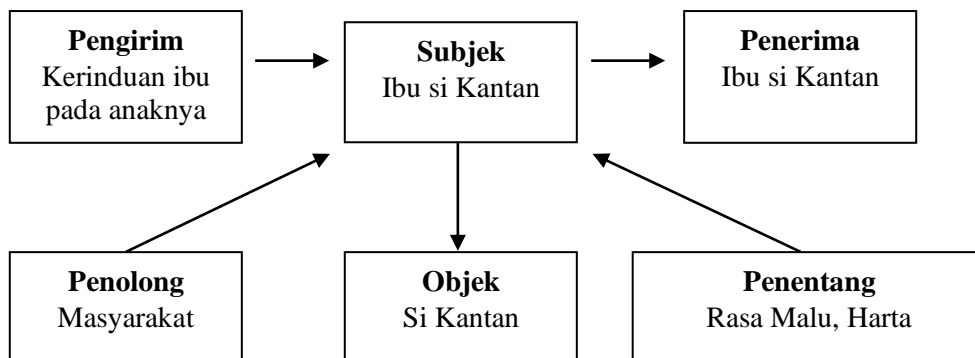 Pengirim
Kerinduan ibu
pada anaknya
Subjek
Ibu si Kantan
Penerima
Ibu si Kantan
Penolong
Masyarakat
Objek
Si Kantan
Penentang
Rasa Malu, Harta